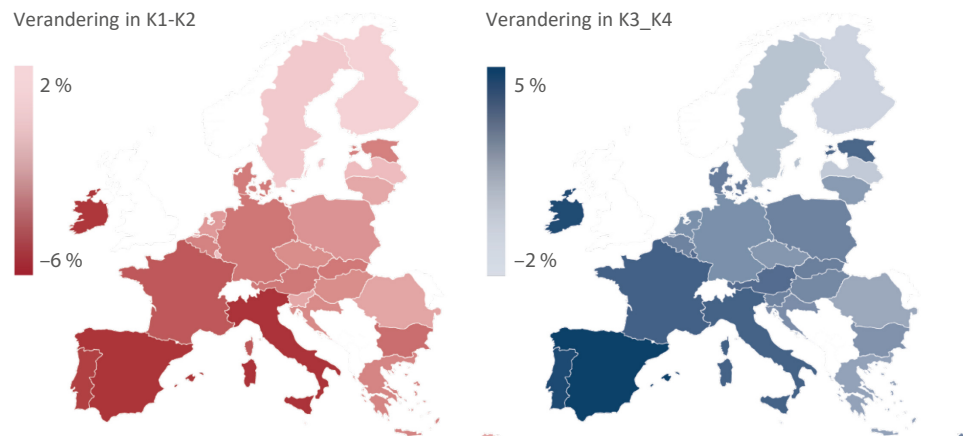 Verandering in K1-K2
2 %
–6 %
Verandering in K3_K4
5 %
–2 %